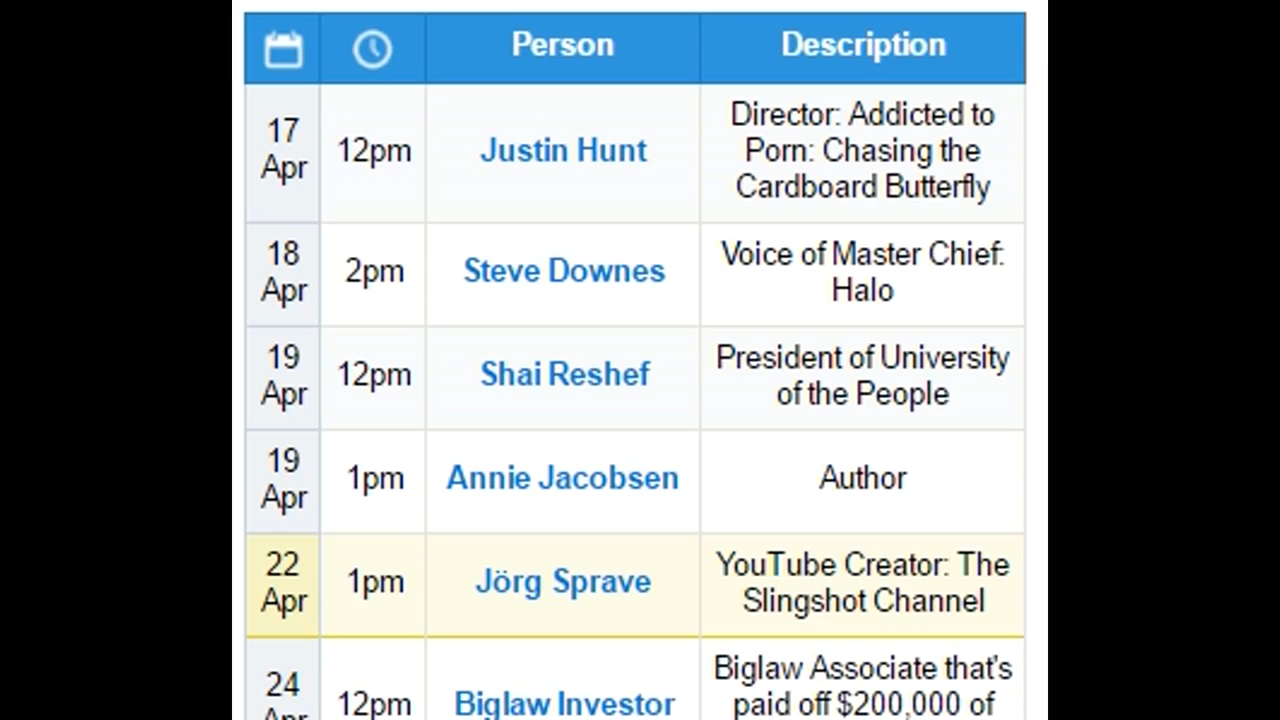 Person Description
17 Apr 12pm Justin Hunt Director: Addicted to Porn: Chasing the Cardboard Butterfly
18 Apr 2pm Steve Downes Voice of Master Chief: Halo
19 Apr 12pm Shai Reshef President of University of the People
19 Apr 1pm Annie Jacobsen Author
22 Apr 1pm Jörg Sprave YouTube Creator: The Slingshot Channel
24 Apr 12pm Biglaw Investor Biglaw Associate that's paid off $200,000 of